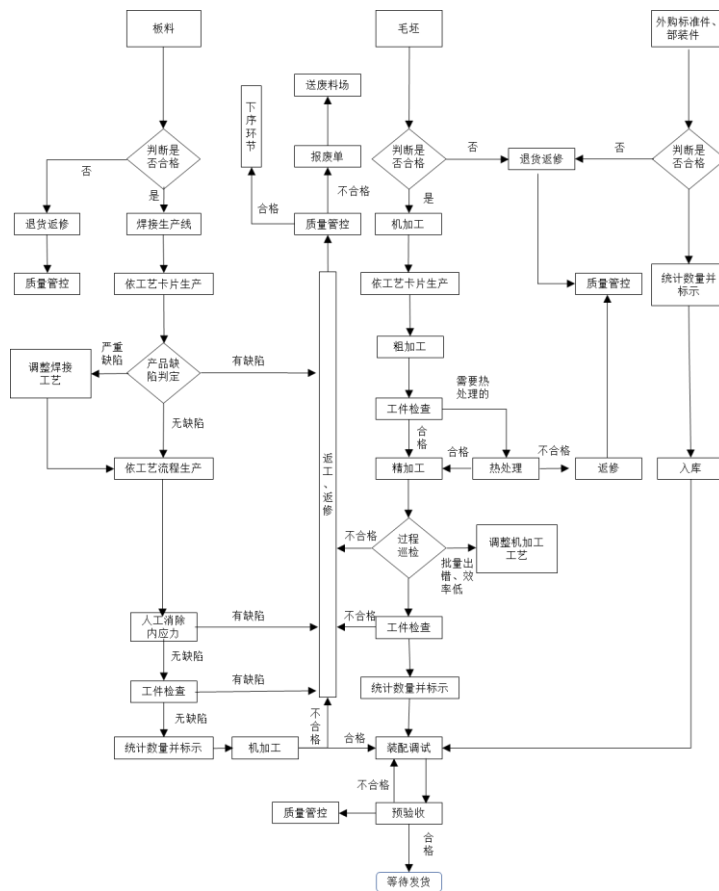 板料
毛坯
外购标准件、
部装件
送废料场
下序环节
判断是
否合格
报废单
判断是
否合格
否
退货返修
否
判断是
否合格
否
是
合格
不合格
是
退货返修
焊接生产线
质量管控
机加工
质量管控
依工艺卡片生产
依工艺卡片生产
质量管控
统计数量并
标示
严重
缺陷
产品缺
陷判定
有缺陷
粗加工
调整焊接
工艺
需要热
处理的
工件检查
无缺陷
合格
合格
不合格
依工艺流程生产
返工、返修
精加工
热处理
返修
入库
不合格
过程
巡检
调整机加工
工艺
批量出
错、效
率低
人工消除
内应力
有缺陷
不合格
工件检查
无缺陷
工件检查
有缺陷
统计数量并标示
无缺陷
不合格
统计数量并标示
机加工
合格
装配调试
不合格
质量管控
预验收
合格
等待发货